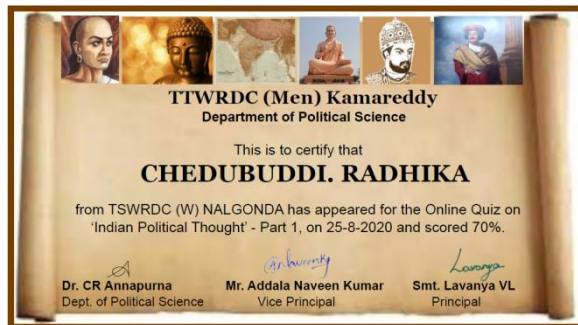 TTWRDC (Men) Kamareddy
Department of Political Science
This is to certify that
CHEDUBUDDI. RADHIKA
from TSWRDC (W) NALGONDA has appeared for the Online Quiz on
'Indian Political Thought' - Part 1, on 25-8-2020 and scored 70%.
Lavanya
Dr. CR Annapurna Mr. Addala Naveen Kumar Smt. Lavanya VL
Dept. of Political Science Vice Principal Principal